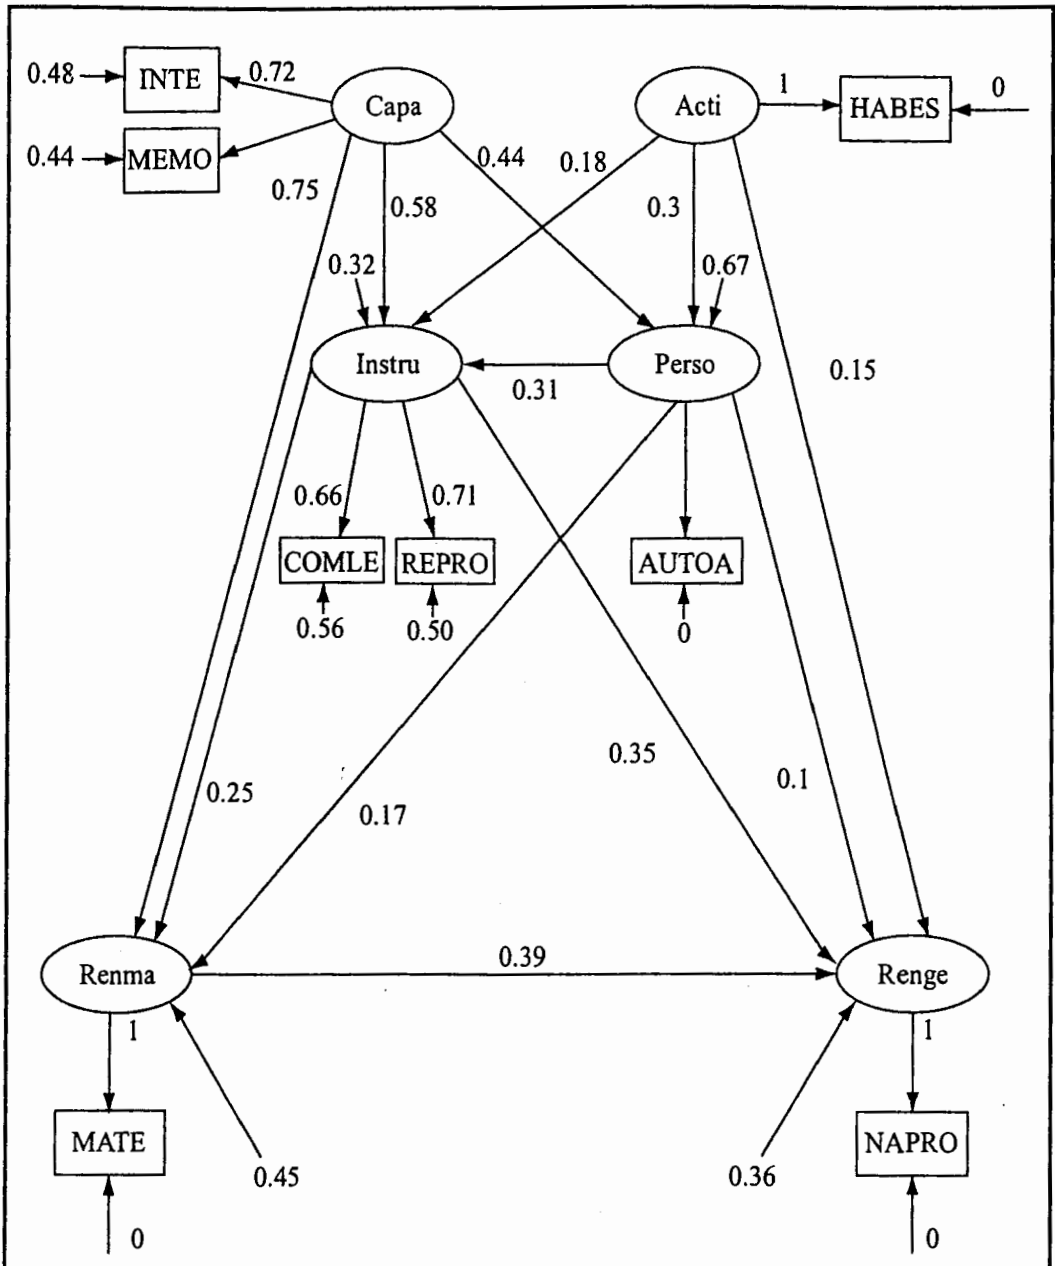 0.48 INTE 0.72 Capa Acti 1 HABES 0
0.44 MEMO 0.75 0.58 0.44 0.18 0.3
0.32 0.67
Instru 0.31 Perso 0.15
0.66 0.71
COMLE REPRO AUTOA
0.56 0.50 0
0.25 0.17 0.35 0.1
Renma 0.39 Renge
1 1
MATE NAPRO
0.45 0.36
0 0